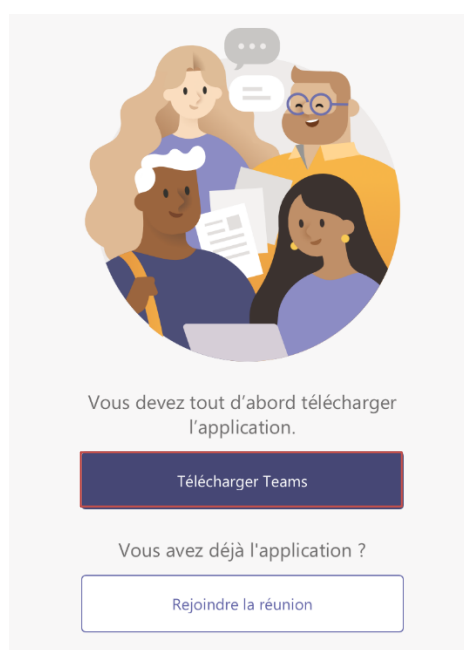 Vous devez tout d’abord télécharger
l’application.
Télécharger Teams
Vous avez déjà l'application ?
Rejoindre la réunion